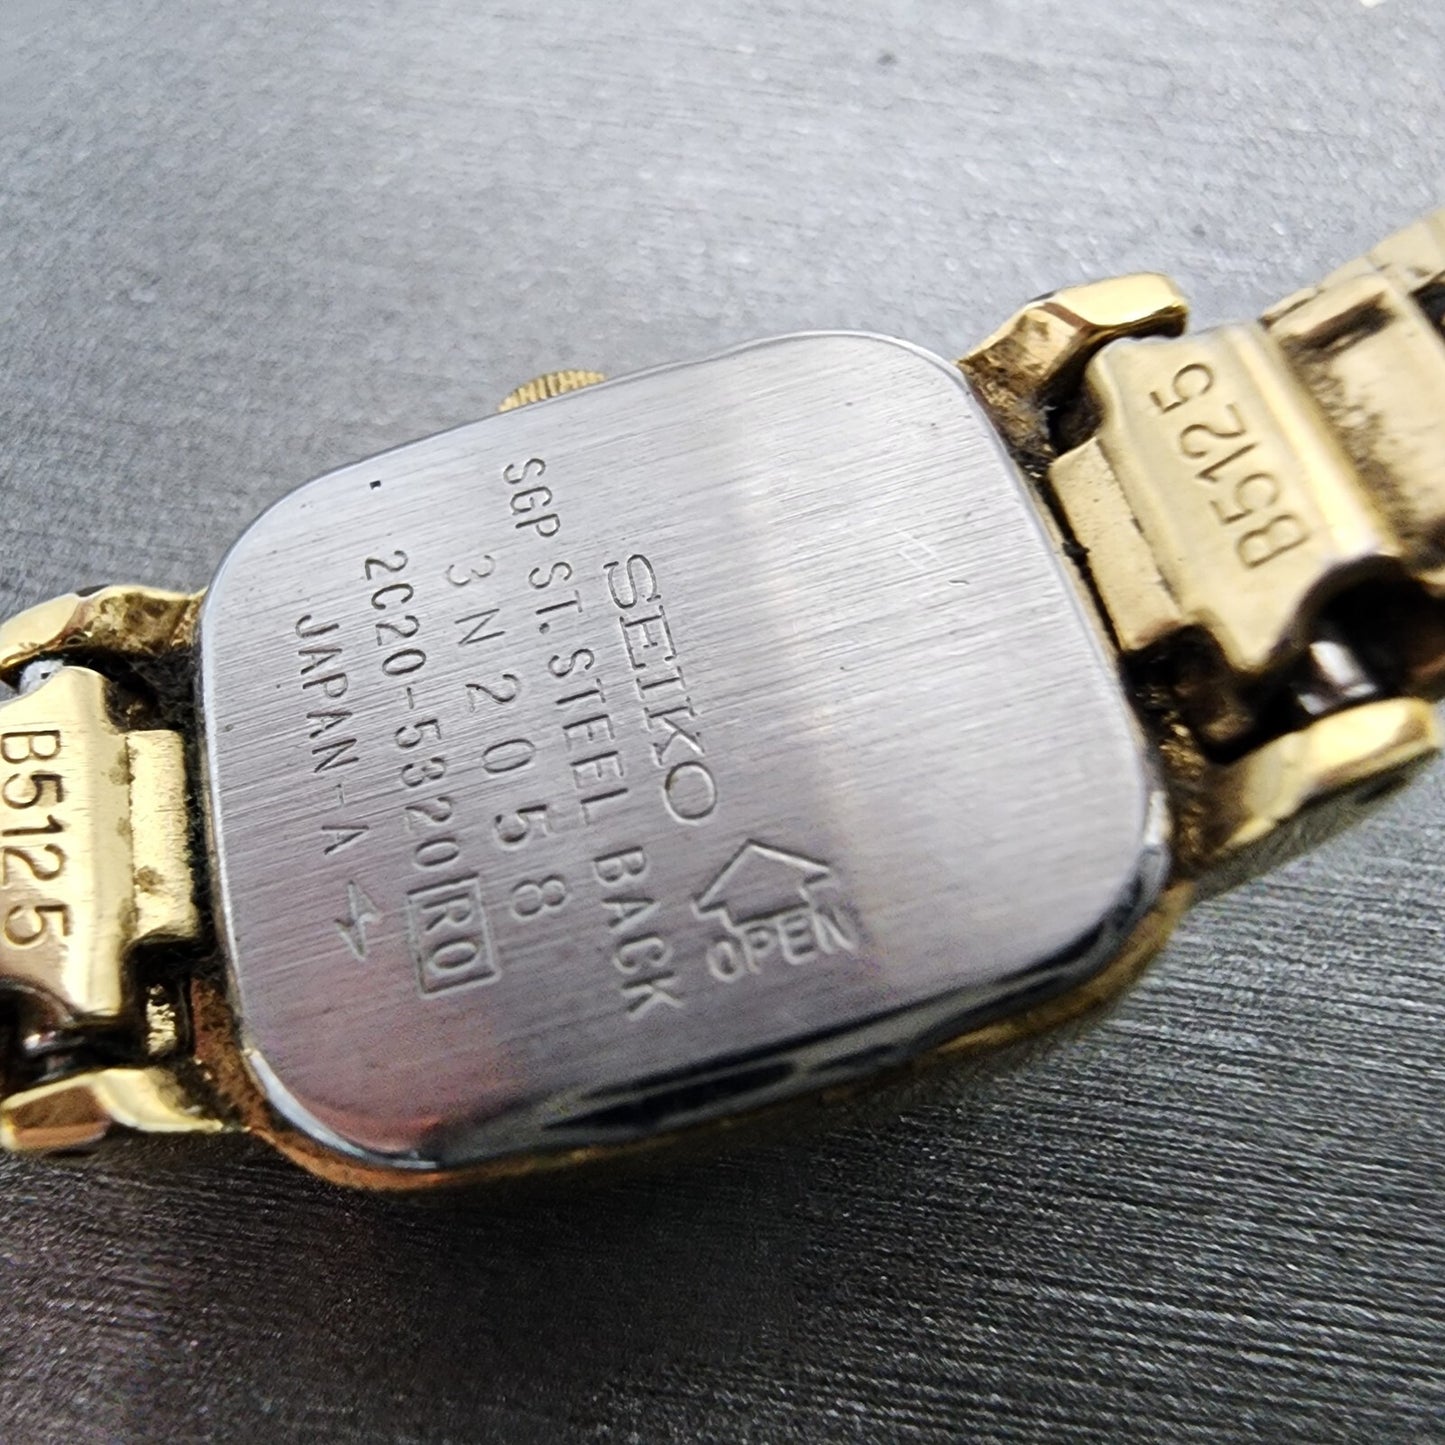 SEIKO
SGP ST. STEEL BACK
3N2058
2C20-5320 R0
JAPAN-A
OPEN
B5125
B5125